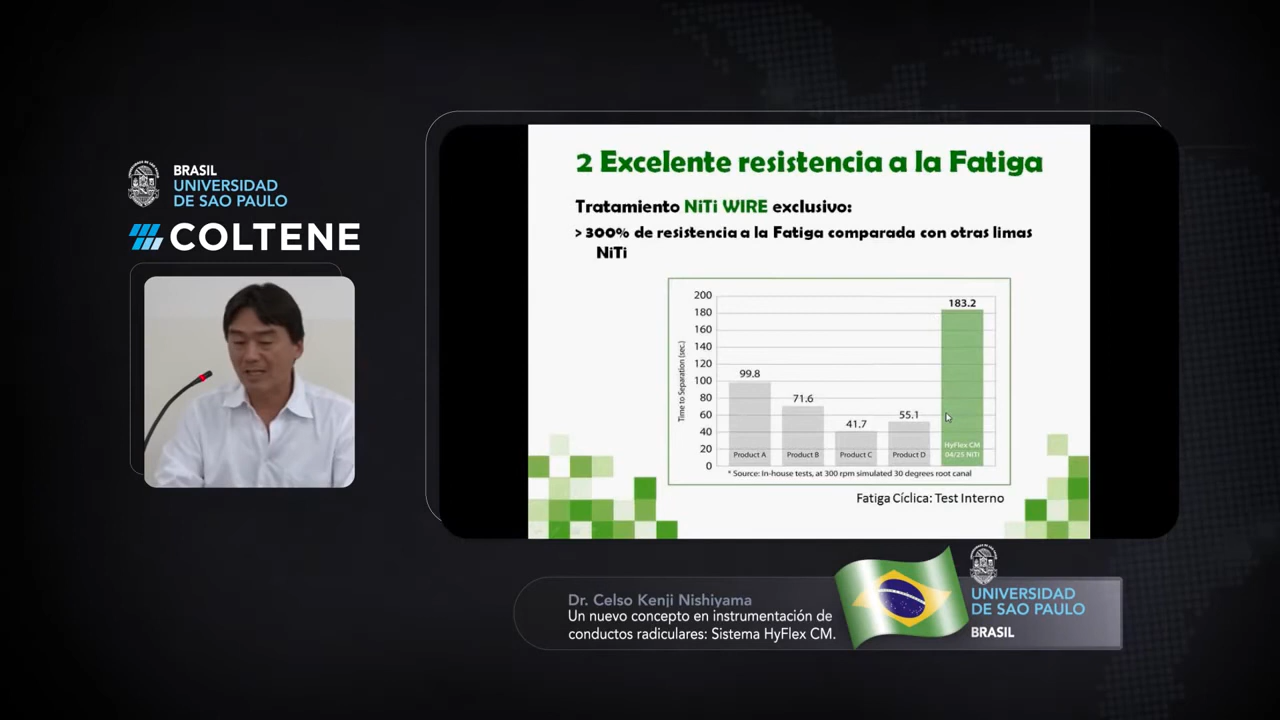 BRASIL
UNIVERSIDAD
DE SAO PAULO
COLTENE
2 Excelente resistencia a la Fatiga
Tratamiento NiTi WIRE exclusivo:
> 300% de resistencia a la Fatiga comparada con otras limas
NiTi
Time to Separation (sec.)
200
180
160
140
120
100
80
60
40
20
0
99.8
71.6
41.7
55.1
183.2
Product A
Product B
Product C
Product D
HyFlex CM
04/25 NiTi
* Source: In-house tests, at 300 rpm simulated 30 degrees root canal
Fatiga Cíclica: Test Interno
Dr. Celso Kenji Nishiyama
Un nuevo concepto en instrumentación de
conductos radiculares: Sistema HyFlex CM.
UNIVERSIDAD
DE SAO PAULO
BRASIL